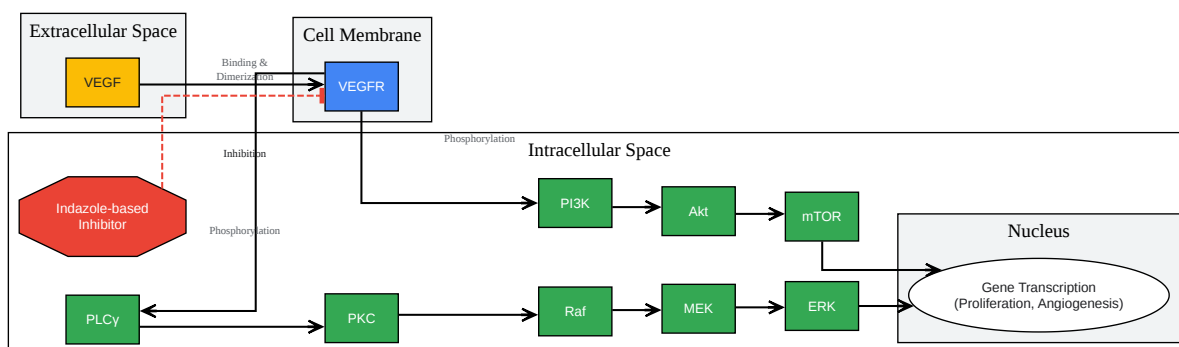 Extracellular Space
Cell Membrane
VEGF
Binding &
Dimerization
VEGFR
Phosphorylation
Intracellular Space
Inhibition
Indazole-based
Inhibitor
Phosphorylation
PI3K
Akt
mTOR
Nucleus
Gene Transcription
(Proliferation, Angiogenesis)
PLCγ
PKC
Raf
MEK
ERK